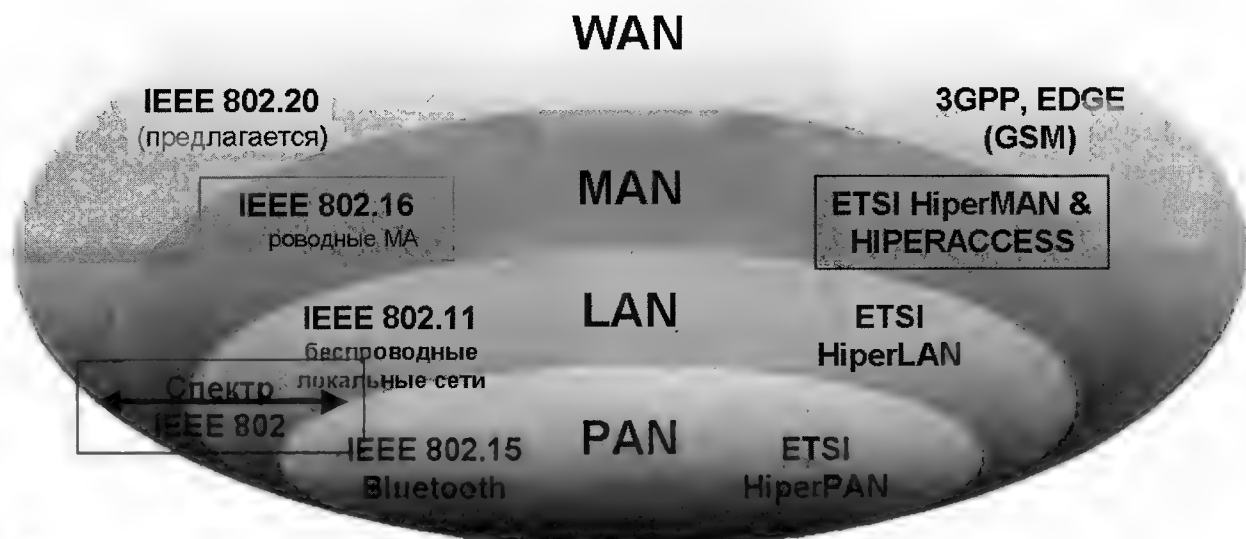 WAN
IEEE 802.20
(предлагается)
3GPP, EDGE
(GSM)
MAN
IEEE 802.16
роводные МА
ETSI HiperMAN &
HIPERACCESS
LAN
IEEE 802.11
беспроводные
локальные сети
ETSI
HiperLAN
Спектр
IEEE 802
PAN
IEEE 802.15
Bluetooth
ETSI
HiperPAN